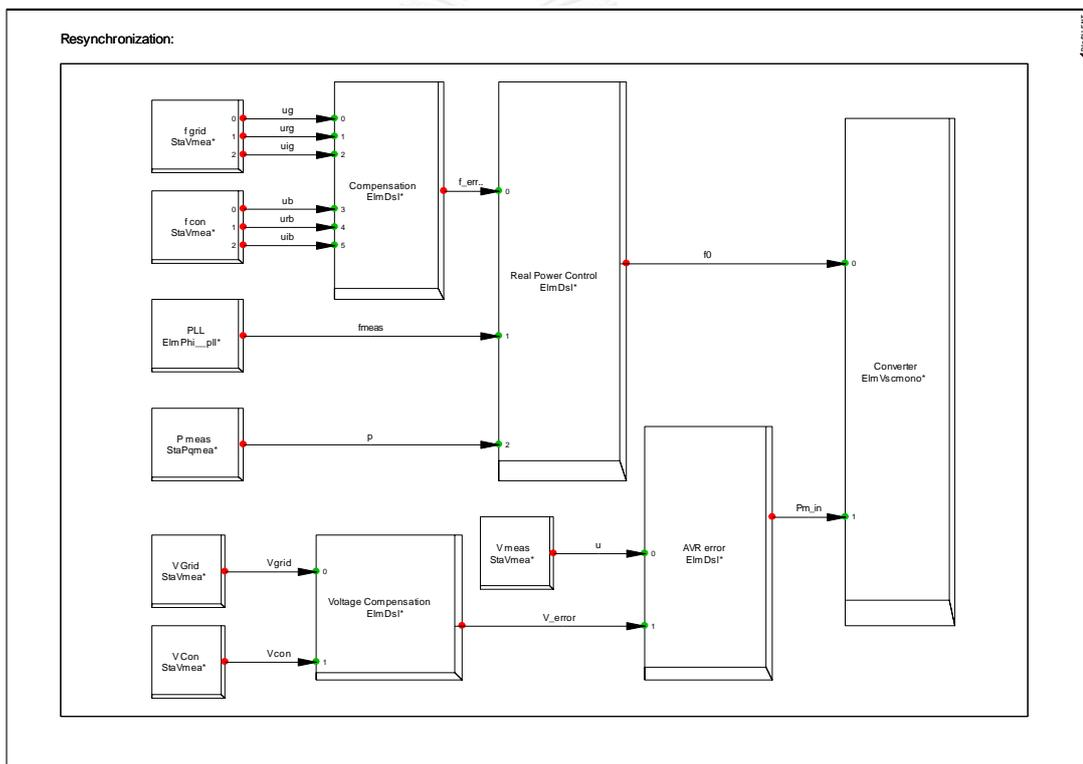 Resynchronization:
f grid
StaVmea*
0
1
2
ug
urg
uig
0
1
2
Compensation
ElmDsl*
f_err..
0
f con
StaVmea*
0
1
2
ub
urb
uib
3
4
5
Real Power Control
ElmDsl*
f0
0
PLL
ElmPhi__pll*
fmeas
1
Converter
ElmVscmono*
P meas
StaPqmea*
p
2
Pm_in
1
V meas
StaVmea*
u
0
AVR error
ElmDsl*
V Grid
StaVmea*
Vgrid
0
Voltage Compensation
ElmDsl*
V_error
1
V Con
StaVmea*
Vcon
1